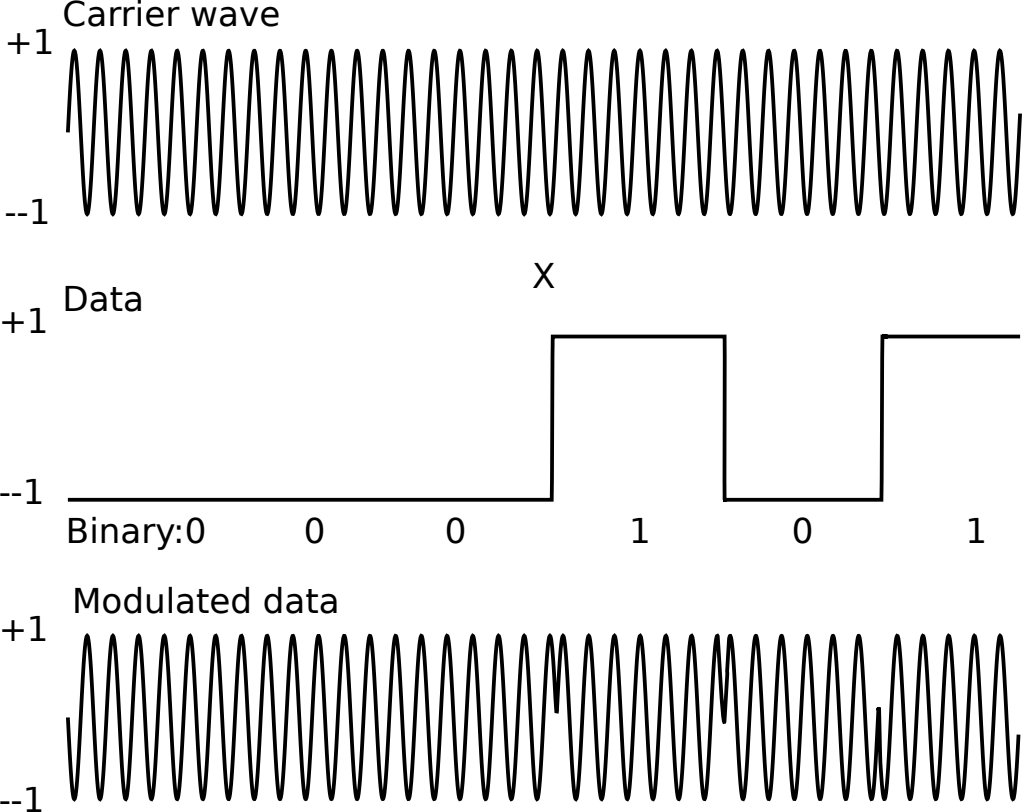 Carrier wave
+1
--1
X
Data
+1
--1
Binary:0 0 0 1 0 1
Modulated data
+1
--1